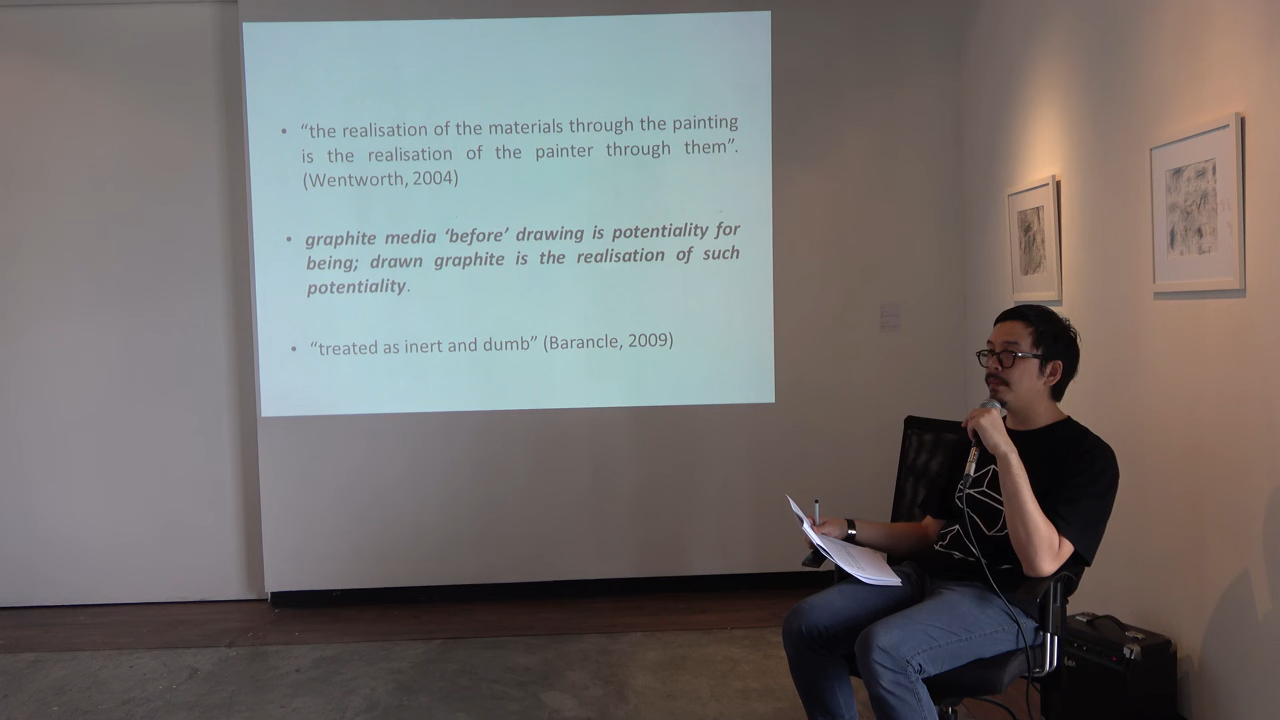 • “the realisation of the materials through the painting
is the realisation of the painter through them”.
(Wentworth, 2004)
• graphite media ‘before’ drawing is potentiality for
being; drawn graphite is the realisation of such
potentiality.
• “treated as inert and dumb” (Barancle, 2009)